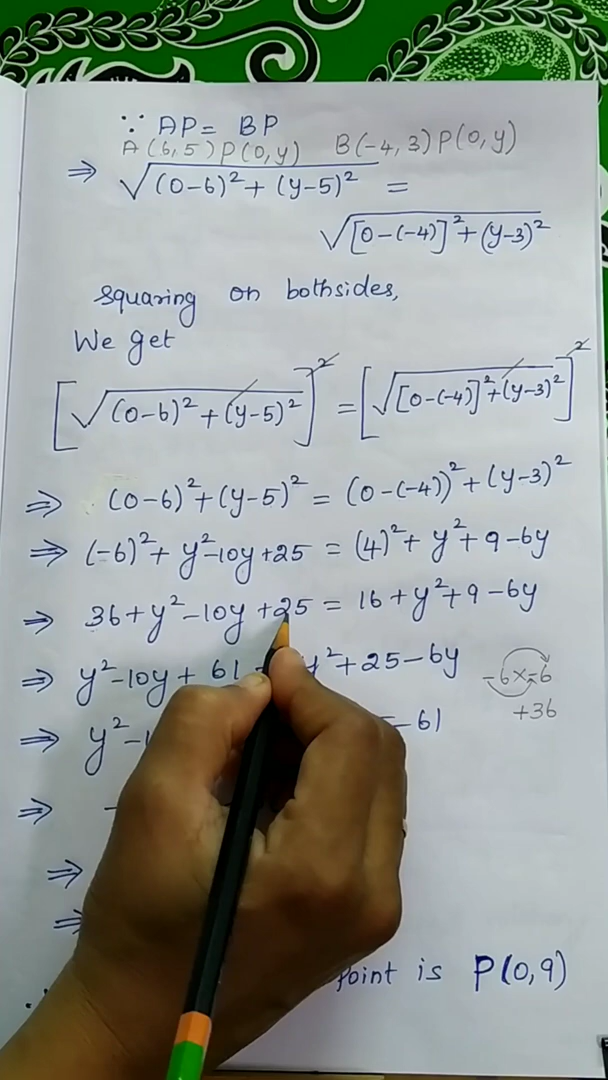 ∵ AP = BP
A(6,5) P(0,y) B(-4,3) P(0,y)
⇒ √(0-6)²+(y-5)² =
√[0-(-4)]²+(y-3)²
squaring on bothsides,
We get
[√(0-6)²+(y-5)²]² = [√[0-(-4)]²+(y-3)²]²
⇒ (0-6)²+(y-5)² = (0-(-4))²+(y-3)²
⇒ (-6)²+y²-10y+25 = (4)²+y²+9-6y
⇒ 36+y²-10y+25 = 16+y²+9-6y
⇒ y²-10y+61 y²+25-6y
-6×-6
+36
⇒ y²-1 -61
⇒ -
⇒
⇒
point is P(0,9)